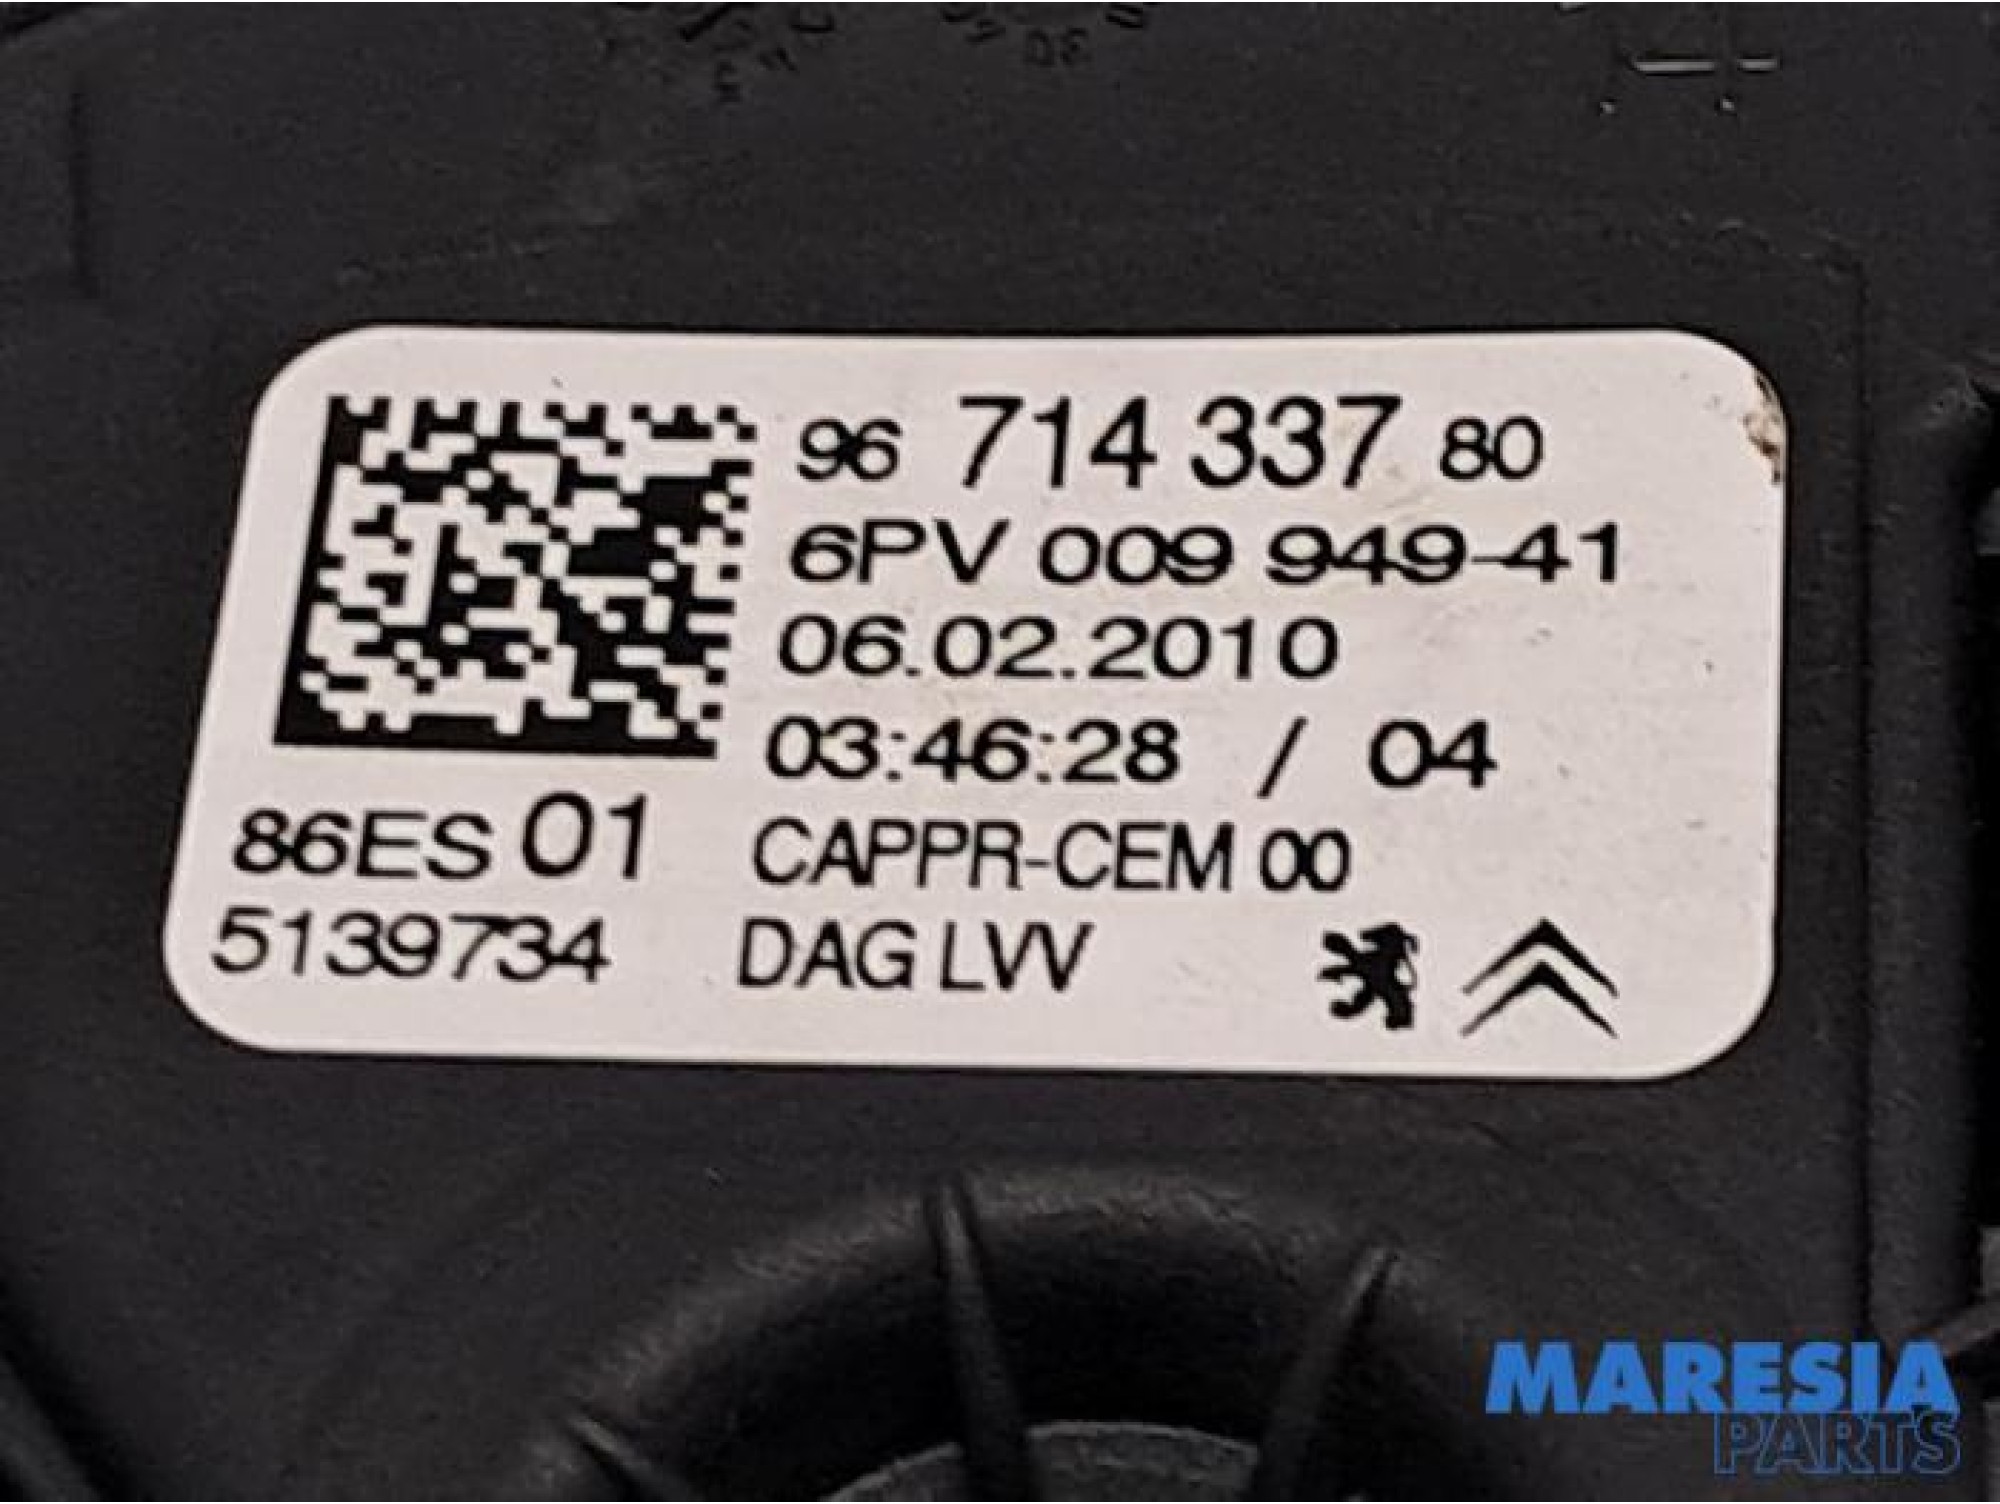 96 714 337 80
6PV 009 949-41
06.02.2010
03:46:28 / 04
86ES 01 CAPPR-CEM 00
5139734 DAG LVV
MARESIA
PARTS